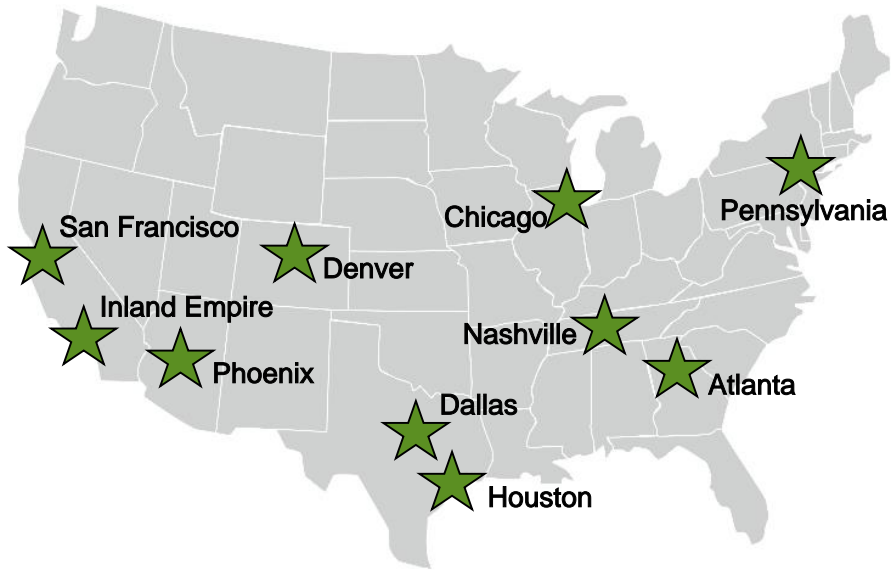 Pennsylvania
Chicago
San Francisco
Denver
Inland Empire
Nashville
Phoenix
Atlanta
Dallas
Houston